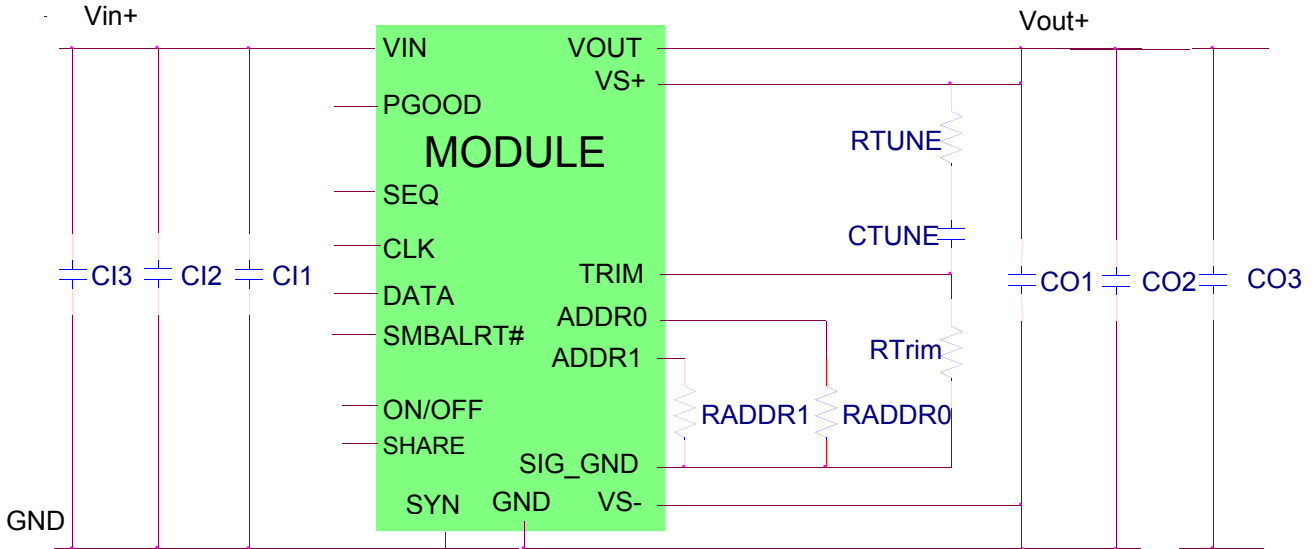 Vin+
Vout+
VIN
VOUT
VS+
PGOOD
MODULE
RTUNE
SEQ
CTUNE
CLK
TRIM
CI3
CI2
CI1
CO1
CO2
CO3
DATA
ADDR0
SMBALRT#
ADDR1
RTrim
ON/OFF
RADDR1
RADDR0
SHARE
SIG_GND
SYN
GND
VS-
GND